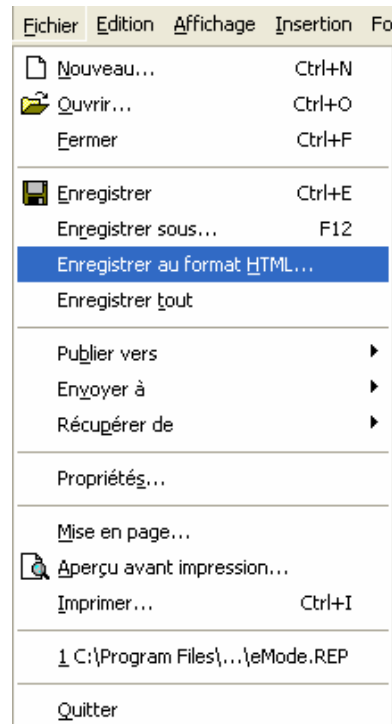 Fichier Edition Affichage Insertion Fo
Nouveau... Ctrl+N
Ouvrir... Ctrl+O
Fermer Ctrl+F
Enregistrer Ctrl+E
Enregistrer sous... F12
Enregistrer au format HTML...
Enregistrer tout
Publier vers
Envoyer à
Récupérer de
Propriétés...
Mise en page...
Aperçu avant impression...
Imprimer... Ctrl+I
1 C:\Program Files\...\eMode.REP
Quitter